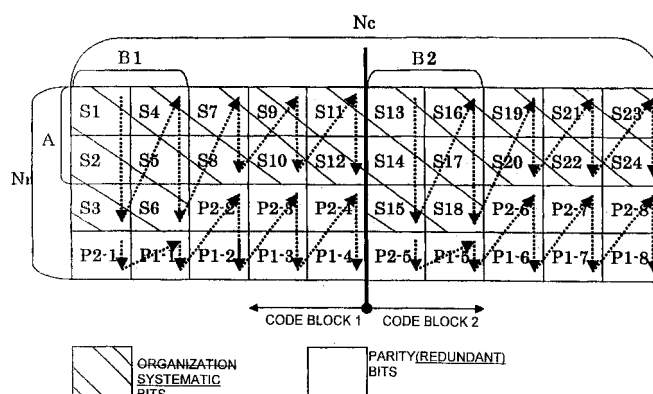 Nc
B1 B2
A
S1 S4 S7 S9 S11 S13 S16 S19 S21 S23
S2 S5 S8 S10 S12 S14 S17 S20 S22 S24
S3 S6 P2-2 P2-3 P2-4 S15 S18 P2-6 P2-7 P2-8
P2-1 P1-1 P1-2 P1-3 P1-4 P2-5 P1-5 P1-6 P1-7 P1-8
CODE BLOCK 1 CODE BLOCK 2
ORGANIZATION
SYSTEMATIC
BITS
PARITY(REDUNDANT)
BITS